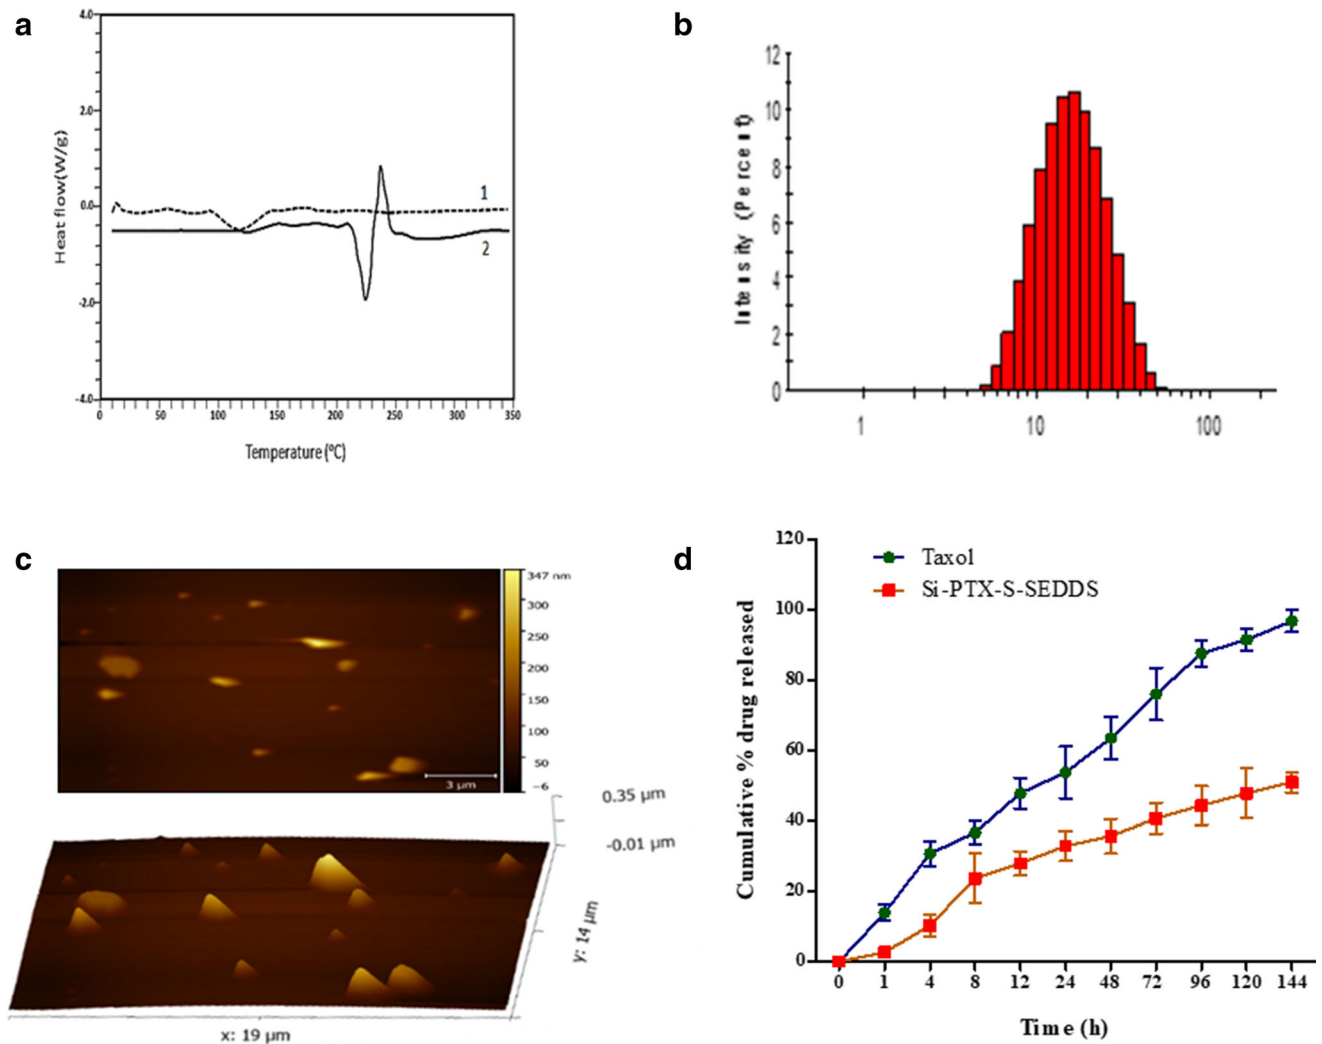 a
4.0
2.0
0.0
-2.0
-4.0
Heat flow(W/g)
1
2
0 50 100 150 200 250 300 350
Temperature (ºC)
b
12
10
8
6
4
2
0
Intensity (Percent)
1 10 100
c
347 nm
300
250
200
150
100
50
-6
3 µm
0.35 µm
-0.01 µm
y: 14 µm
x: 19 µm
d
Taxol
Si-PTX-S-SEDDS
120
100
80
60
40
20
0
Cumulative % drug released
0 1 4 8 12 24 48 72 96 120 144
Time (h)